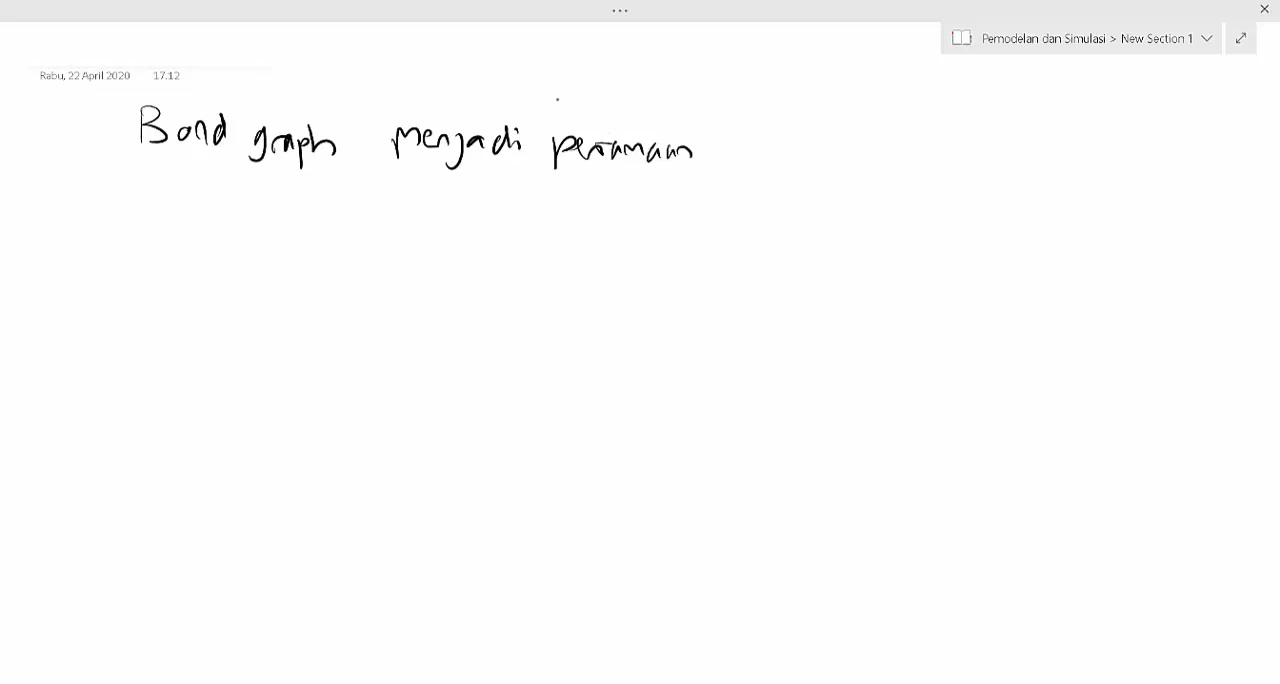 Pemodelan dan Simulasi > New Section 1
Rabu, 22 April 2020 17.12
Bond graph menjadi persamaan